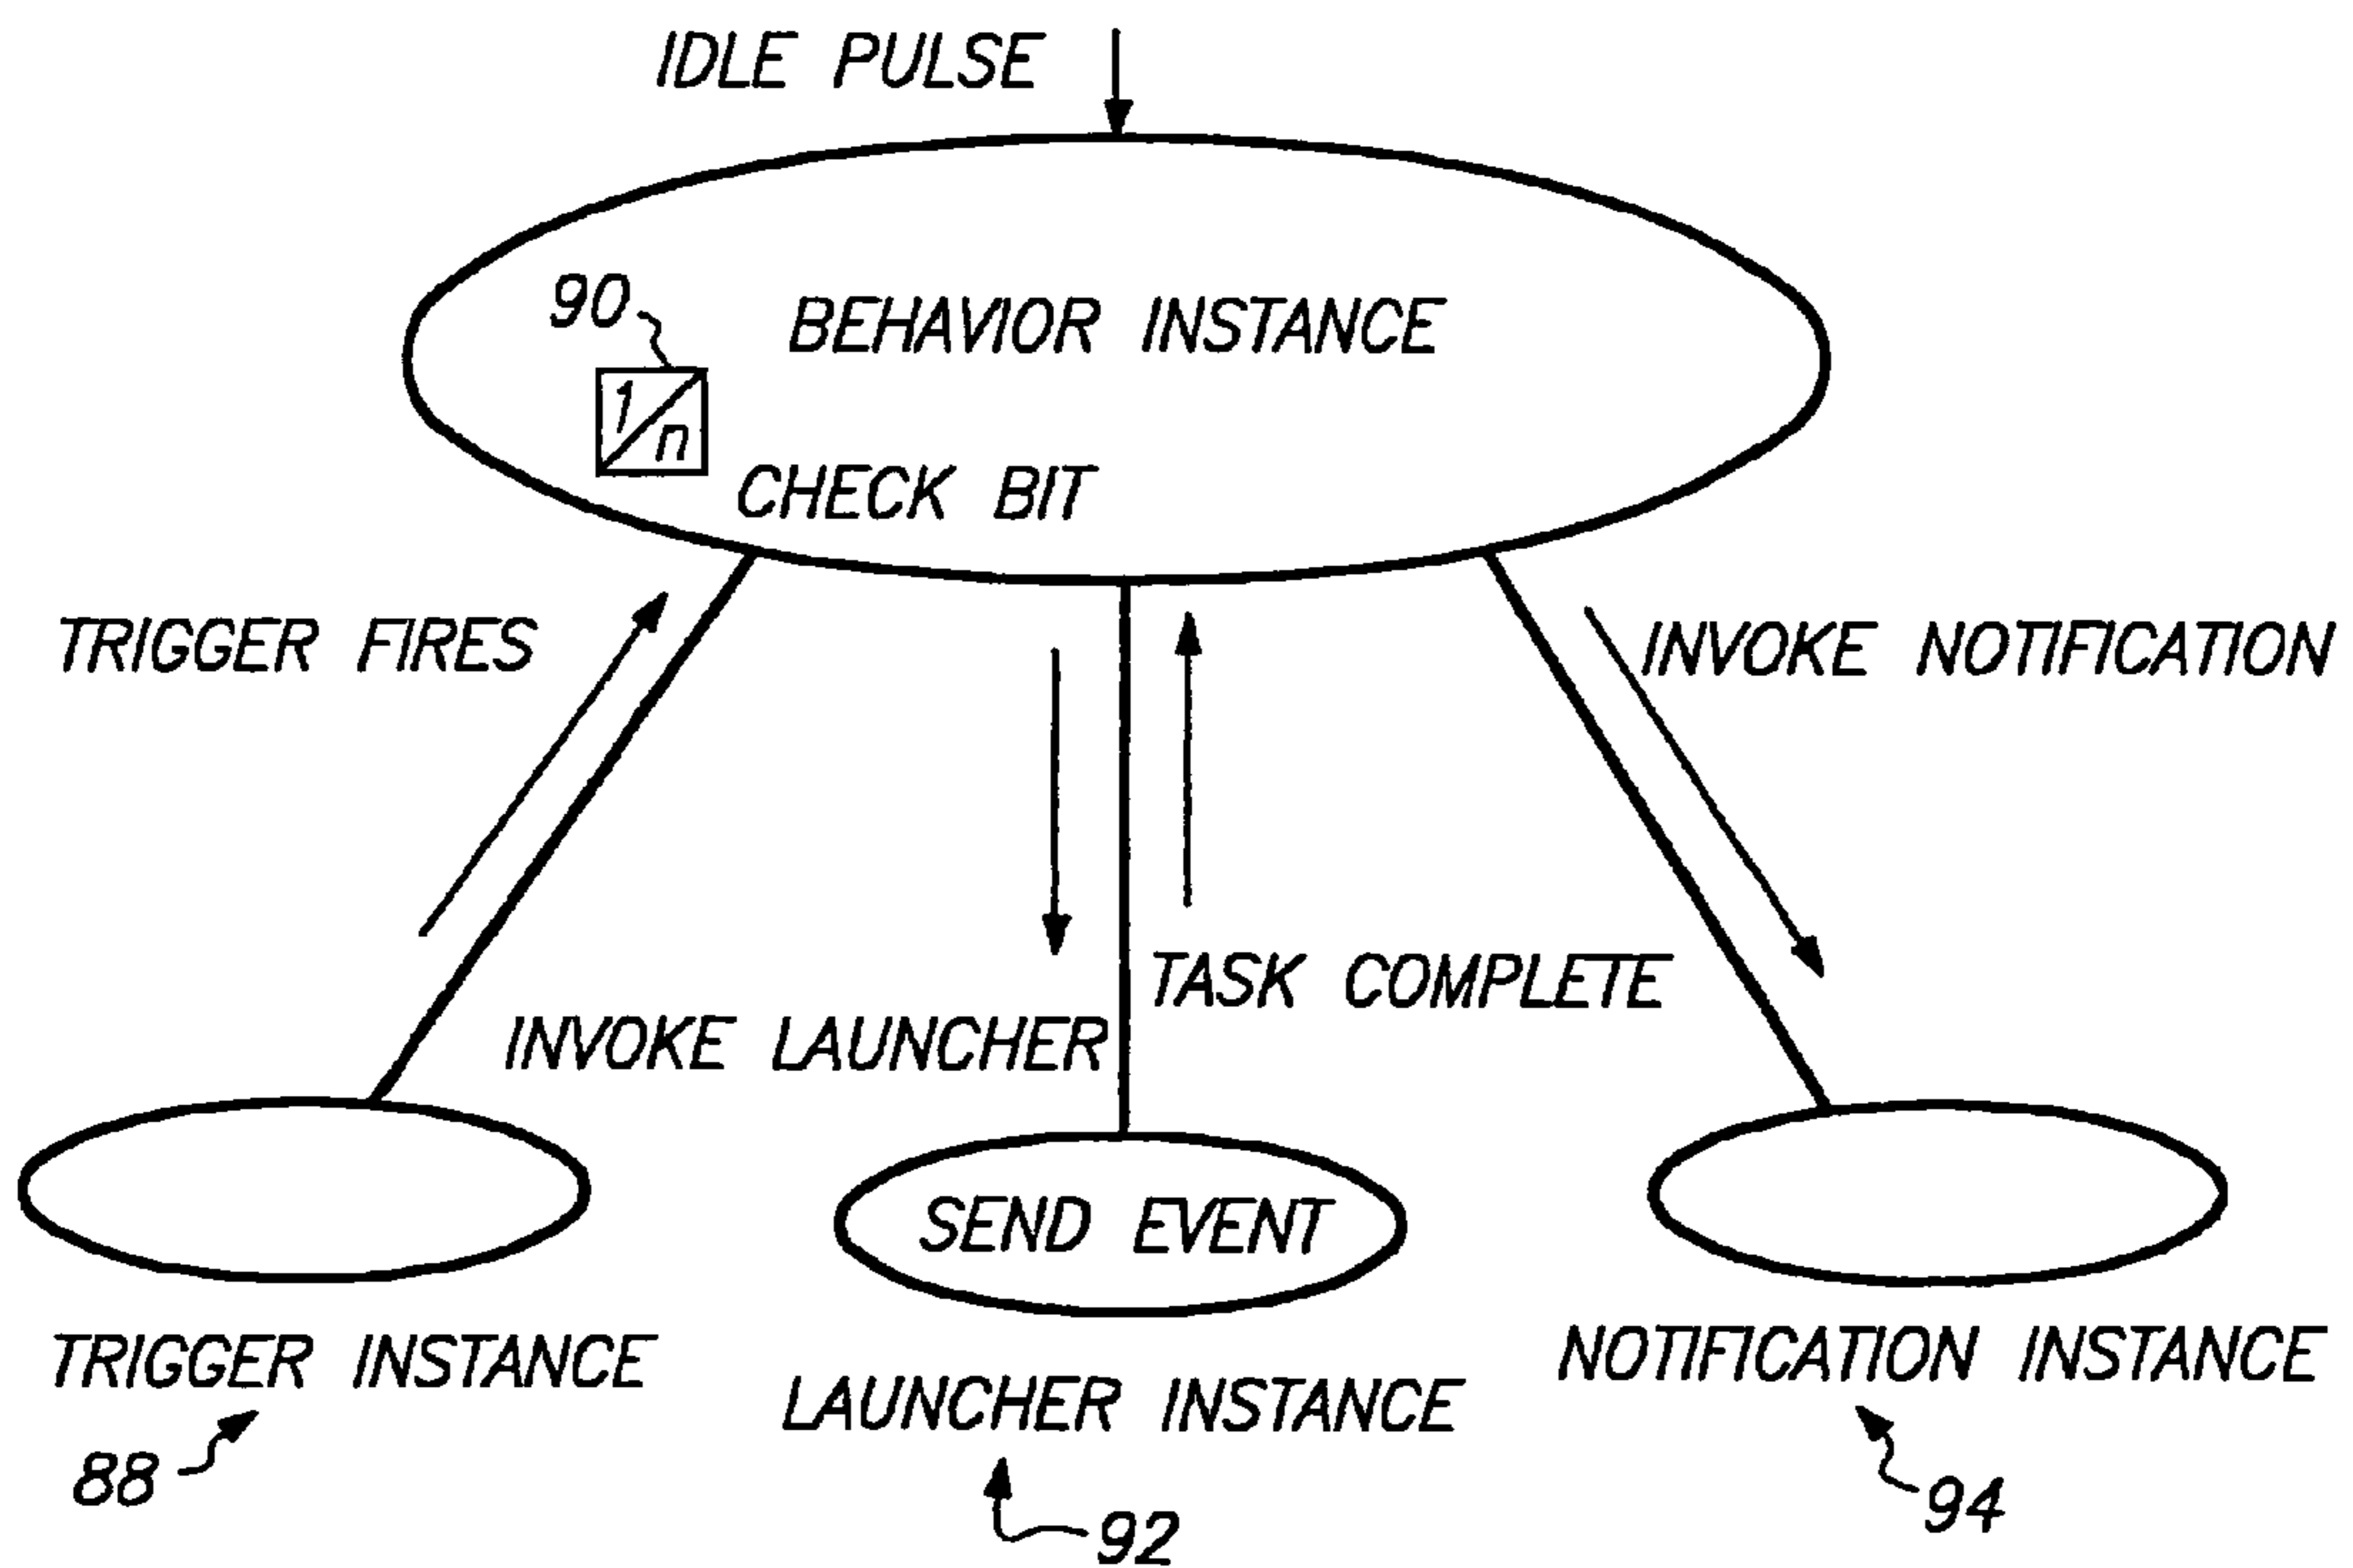 IDLE PULSE
90
BEHAVIOR INSTANCE
1/n
CHECK BIT
TRIGGER FIRES
INVOKE NOTIFICATION
TASK COMPLETE
INVOKE LAUNCHER
SEND EVENT
TRIGGER INSTANCE
NOTIFICATION INSTANCE
LAUNCHER INSTANCE
88
94
92